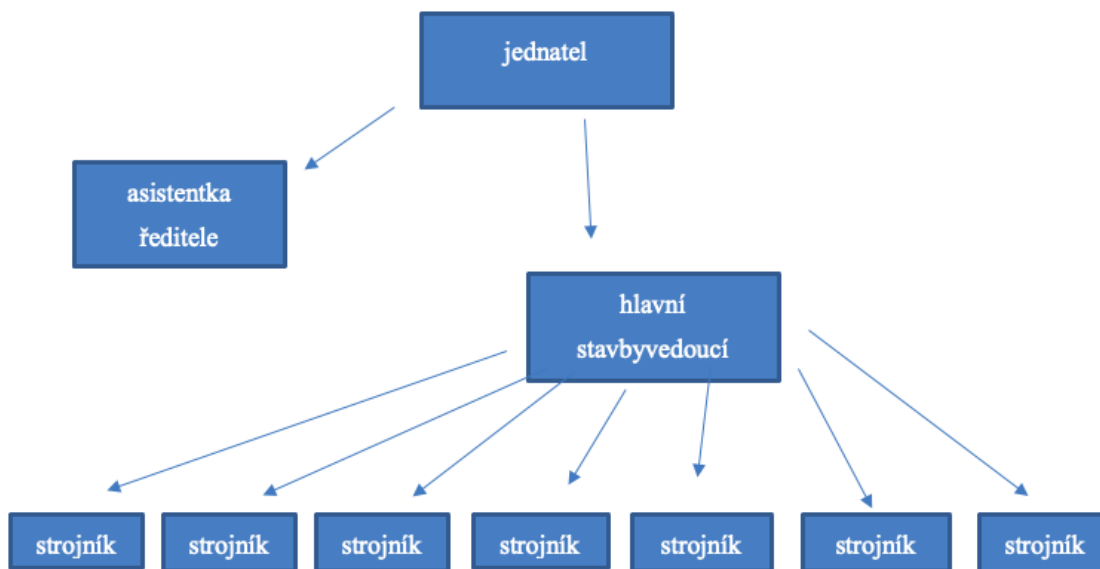 jednatel
asistentka
ředitele
hlavní
stavbyvedoucí
strojník
strojník
strojník
strojník
strojník
strojník
strojník